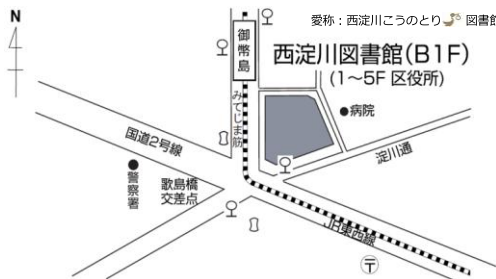 愛称：西淀川こうのとり図書館
N
御幣島
西淀川図書館（B1F）
（1～5F 区役所）
みてじま筋
病院
国道2号線
淀川通
警察署
歌島橋
交差点
JR東西線
〒